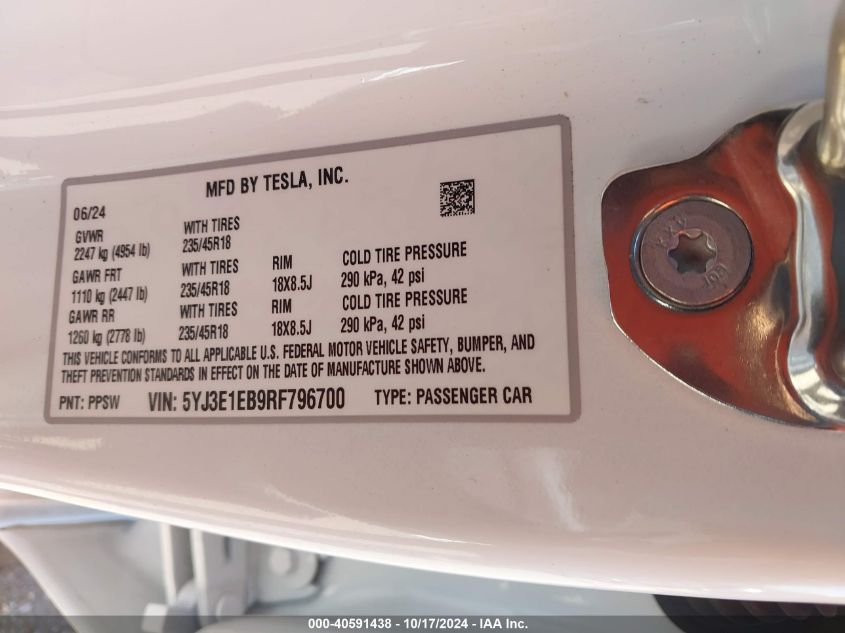 MFD BY TESLA, INC.
06/24
GVWR WITH TIRES
2247 kg (4954 lb) 235/45R18
GAWR FRT WITH TIRES RIM COLD TIRE PRESSURE
1110 kg (2447 lb) 235/45R18 18X8.5J 290 kPa, 42 psi
GAWR RR WITH TIRES RIM COLD TIRE PRESSURE
1260 kg (2778 lb) 235/45R18 18X8.5J 290 kPa, 42 psi
THIS VEHICLE CONFORMS TO ALL APPLICABLE U.S. FEDERAL MOTOR VEHICLE SAFETY, BUMPER, AND
THEFT PREVENTION STANDARDS IN EFFECT ON THE DATE OF MANUFACTURE SHOWN ABOVE.
PNT: PPSW VIN: 5YJ3E1EB9RF796700 TYPE: PASSENGER CAR
000-40591438 - 10/17/2024 - IAA Inc.